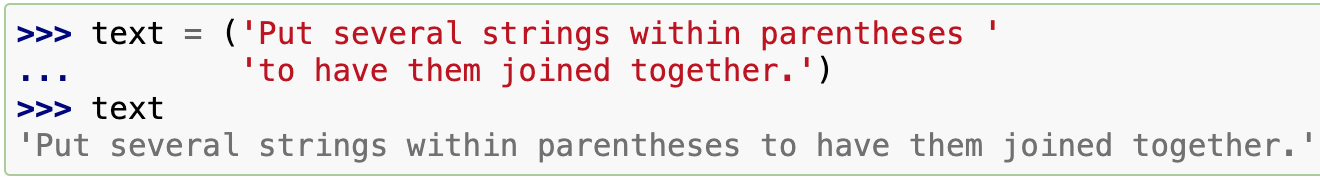 >>> text = ('Put several strings within parentheses '
...         'to have them joined together.')
>>> text
'Put several strings within parentheses to have them joined together.'